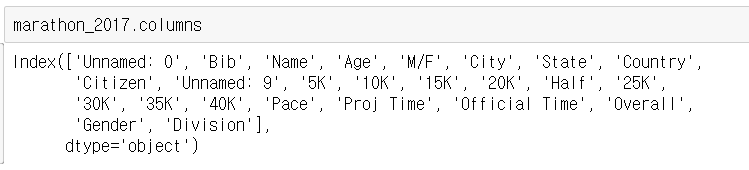 marathon_2017.columns
Index(['Unnamed: 0', 'Bib', 'Name', 'Age', 'M/F', 'City', 'State', 'Country',
'Citizen', 'Unnamed: 9', '5K', '10K', '15K', '20K', 'Half', '25K',
'30K', '35K', '40K', 'Pace', 'Proj Time', 'Official Time', 'Overall',
'Gender', 'Division'],
dtype='object')